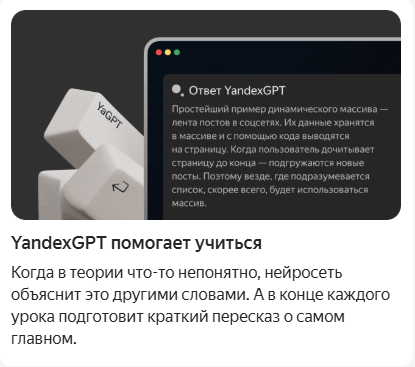 YaGPT
Ответ YandexGPT
Простейший пример динамического массива —
лента постов в соцсетях. Их данные хранятся
в массиве и с помощью кода выводятся
на страницу. Когда пользователь дочитывает
страницу до конца — подгружаются новые
посты. Поэтому везде, где подразумевается
список, скорее всего, будет использоваться
массив.
YandexGPT помогает учиться
Когда в теории что-то непонятно, нейросеть
объяснит это другими словами. А в конце каждого
урока подготовит краткий пересказ о самом
главном.